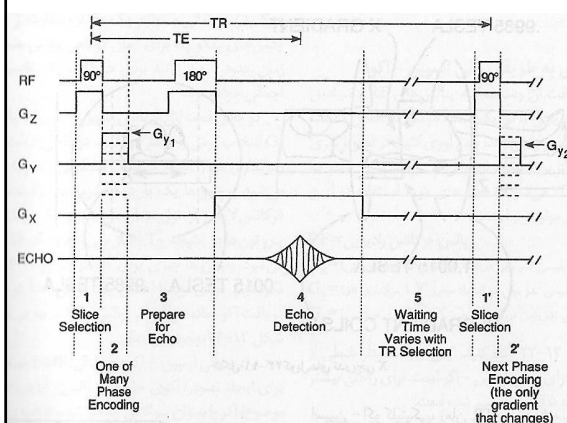 TR
TE
RF
90°
180°
90°
G_Z
G_Y
G_y1
G_y2
G_X
ECHO
1
Slice
Selection
2
One of
Many
Phase
Encoding
3
Prepare
for
Echo
4
Echo
Detection
5
Waiting
Time
Varies with
TR Selection
1'
Slice
Selection
2'
Next Phase
Encoding
(the only
gradient
that changes)